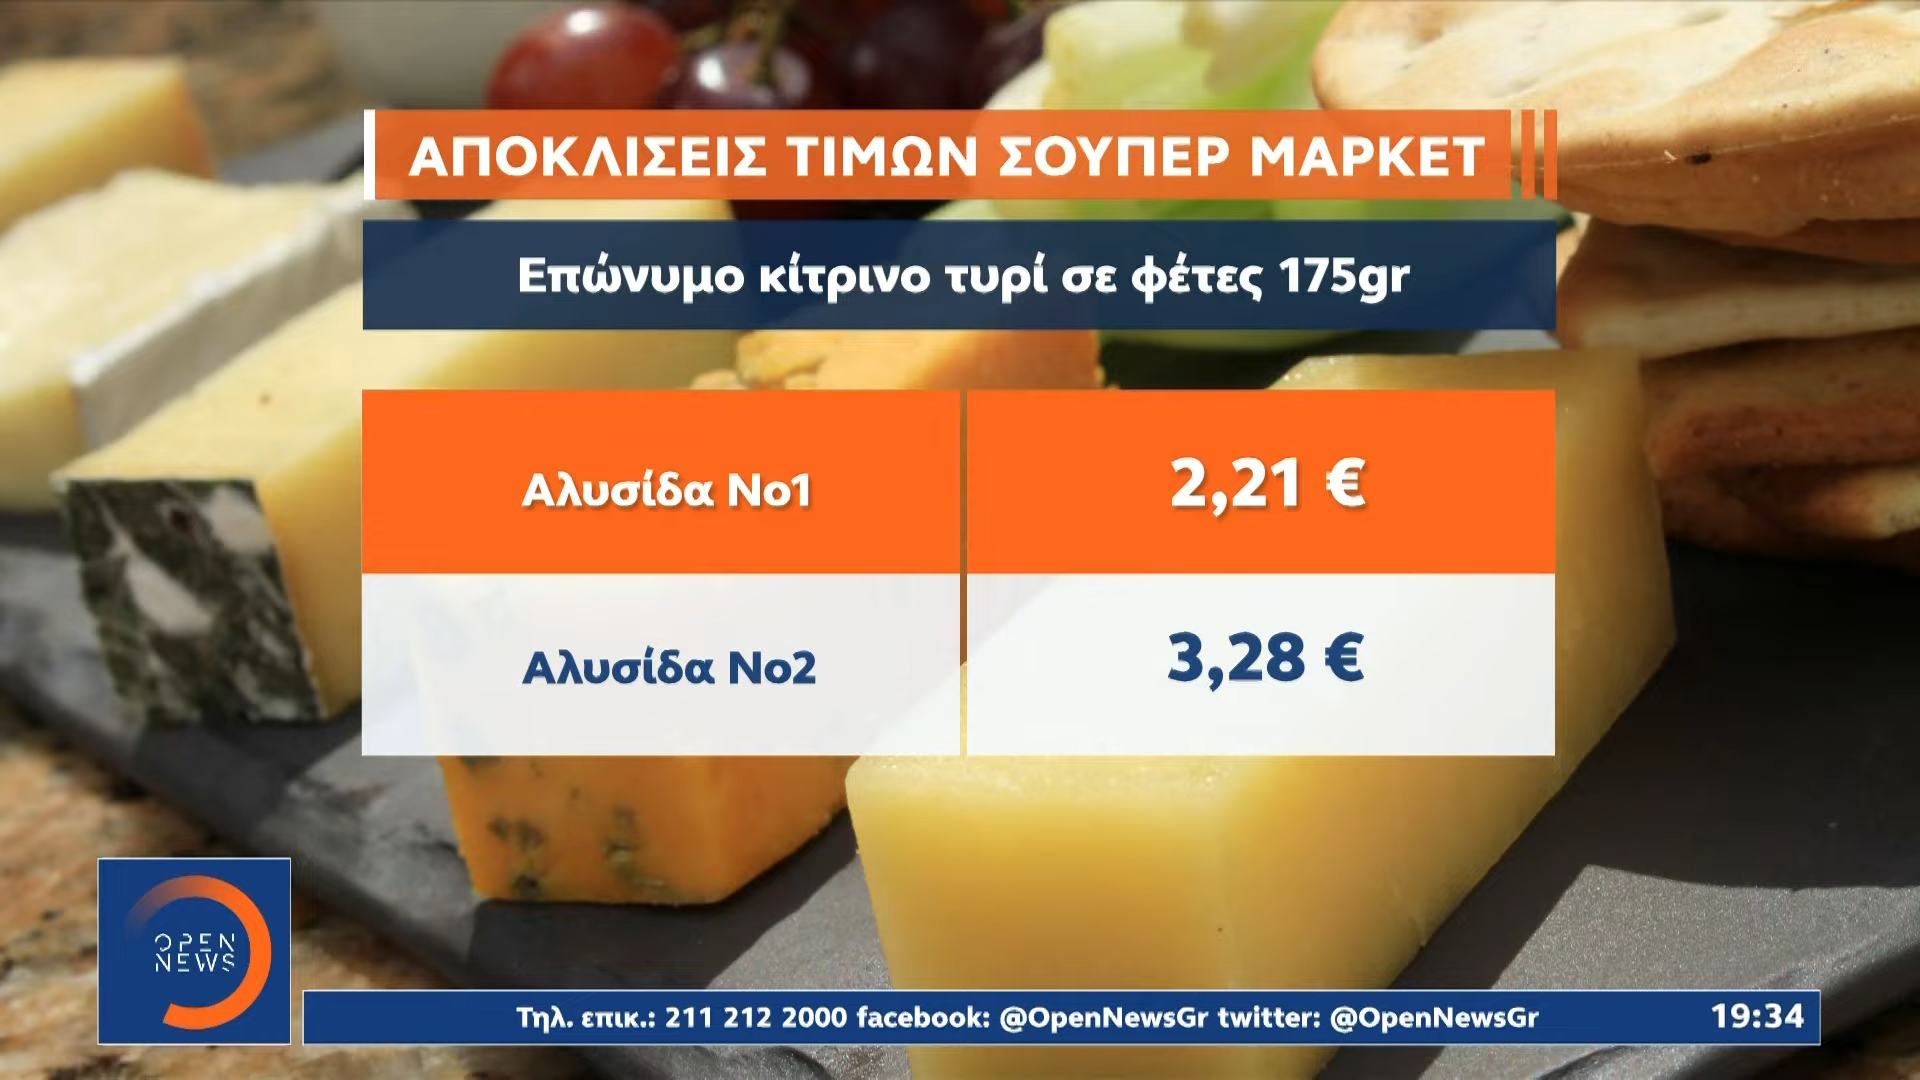 ΑΠΟΚΛΙΣΕΙΣ ΤΙΜΩΝ ΣΟΥΠΕΡ ΜΑΡΚΕΤ
Επώνυμο κίτρινο τυρί σε φέτες 175gr
Αλυσίδα Νο1 2,21 €
Αλυσίδα Νο2 3,28 €
OPEN
NEWS
Τηλ. επικ.: 211 212 2000 facebook: @OpenNewsGr twitter: @OpenNewsGr 19:34